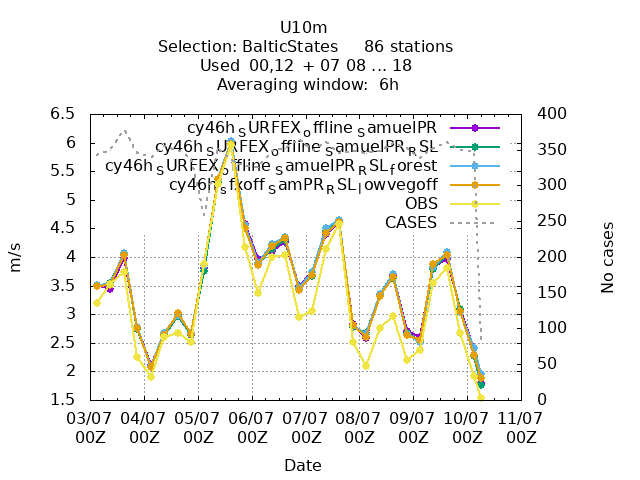 U10m
Selection: BalticStates 86 stations
Used 00,12 + 07 08 ... 18
Averaging window: 6h
cy46h_SURFEX_offline_SamuelPR
cy46h_SURFEX_offline_SamuelPR_RSL
cy46h_SURFEX_offline_SamuelPR_RSL_forest
cy46h_sfxoff_SamPR_RSL_lowvegoff
OBS
CASES
6.5
6
5.5
5
4.5
4
3.5
3
2.5
2
1.5
m/s
400
350
300
250
200
150
100
50
0
No cases
03/07 04/07 05/07 06/07 07/07 08/07 09/07 10/07 11/07
00Z 00Z 00Z 00Z 00Z 00Z 00Z 00Z 00Z
Date